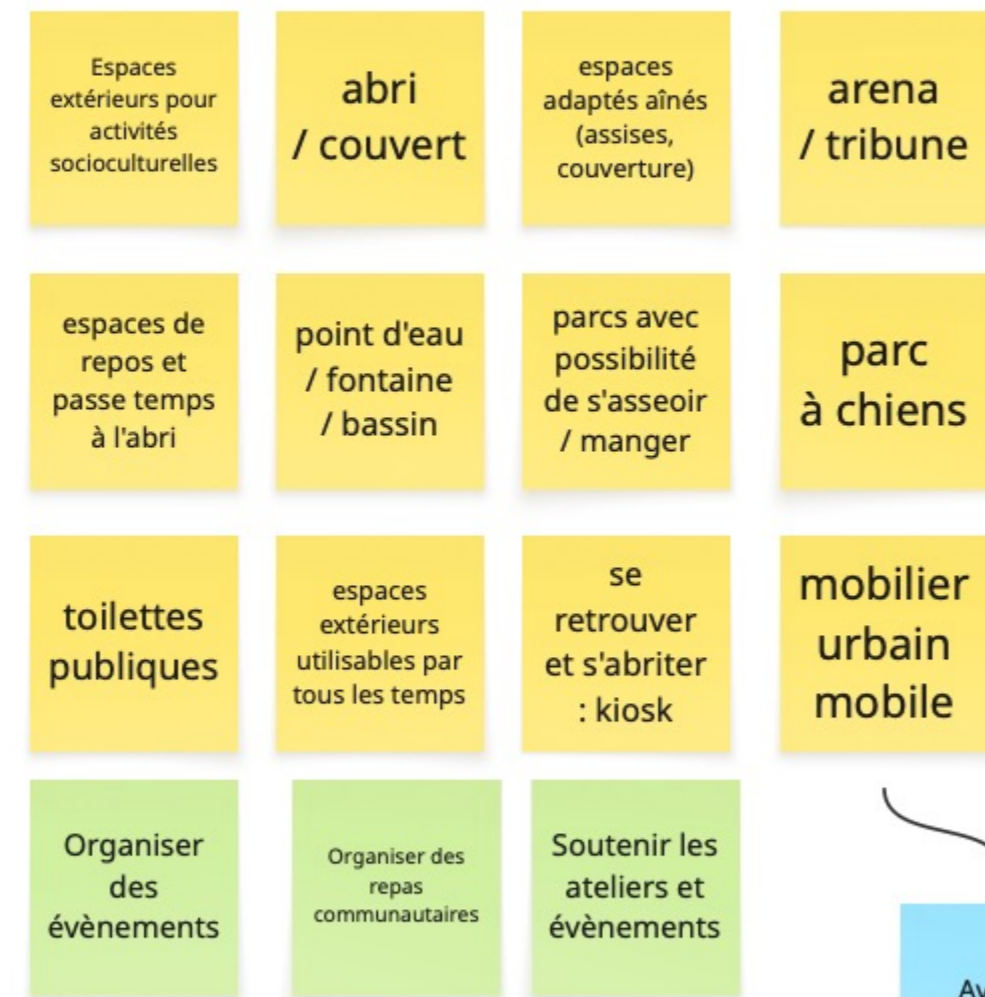 Espaces
extérieurs pour
activités
socioculturelles
abri
/ couvert
espaces
adaptés aînés
(assises,
couverture)
arena
/ tribune
espaces de
repos et
passe temps
à l'abri
point d'eau
/ fontaine
/ bassin
parcs avec
possibilité
de s'asseoir
/ manger
parc
à chiens
toilettes
publiques
espaces
extérieurs
utilisables par
tous les temps
se
retrouver
et s'abriter
: kiosk
mobilier
urbain
mobile
Organiser
des
évènements
Organiser des
repas
communautaires
Soutenir les
ateliers et
évènements